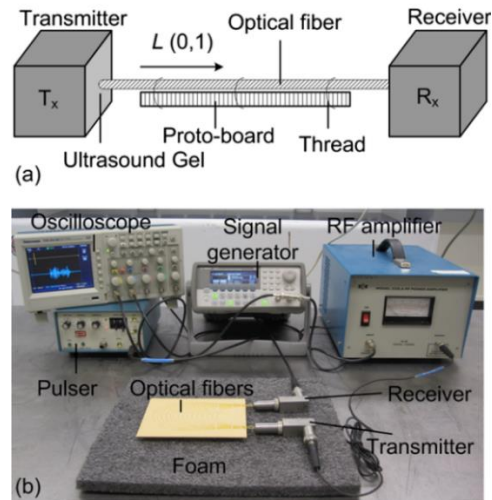 Transmitter
Receiver
L (0,1)
Optical fiber
Tx
Rx
Proto-board
Thread
Ultrasound Gel
(a)
Oscilloscope
Signal
generator
RF amplifier
Pulser
Optical fibers
Receiver
Transmitter
Foam
(b)